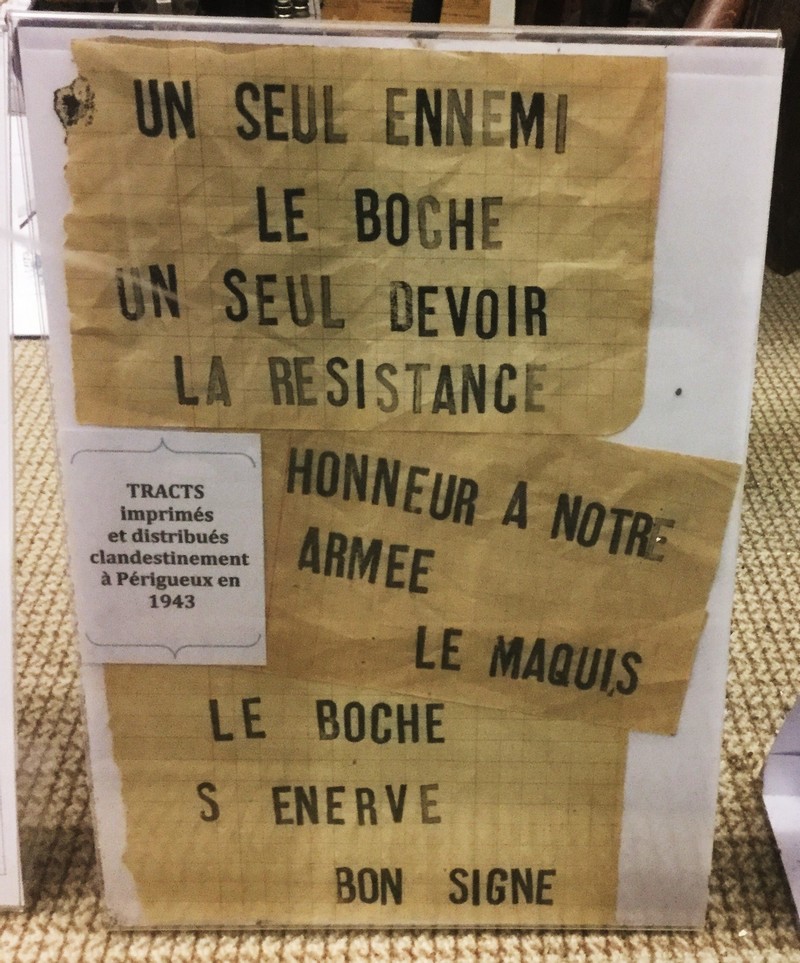 UN SEUL ENNEMI
LE BOCHE
UN SEUL DEVOIR
LA RESISTANCE
TRACTS
imprimés
et distribués
clandestinement
à Périgueux en
1943
HONNEUR A NOTRE
ARMEE
LE MAQUIS
LE BOCHE
S ENERVE
BON SIGNE